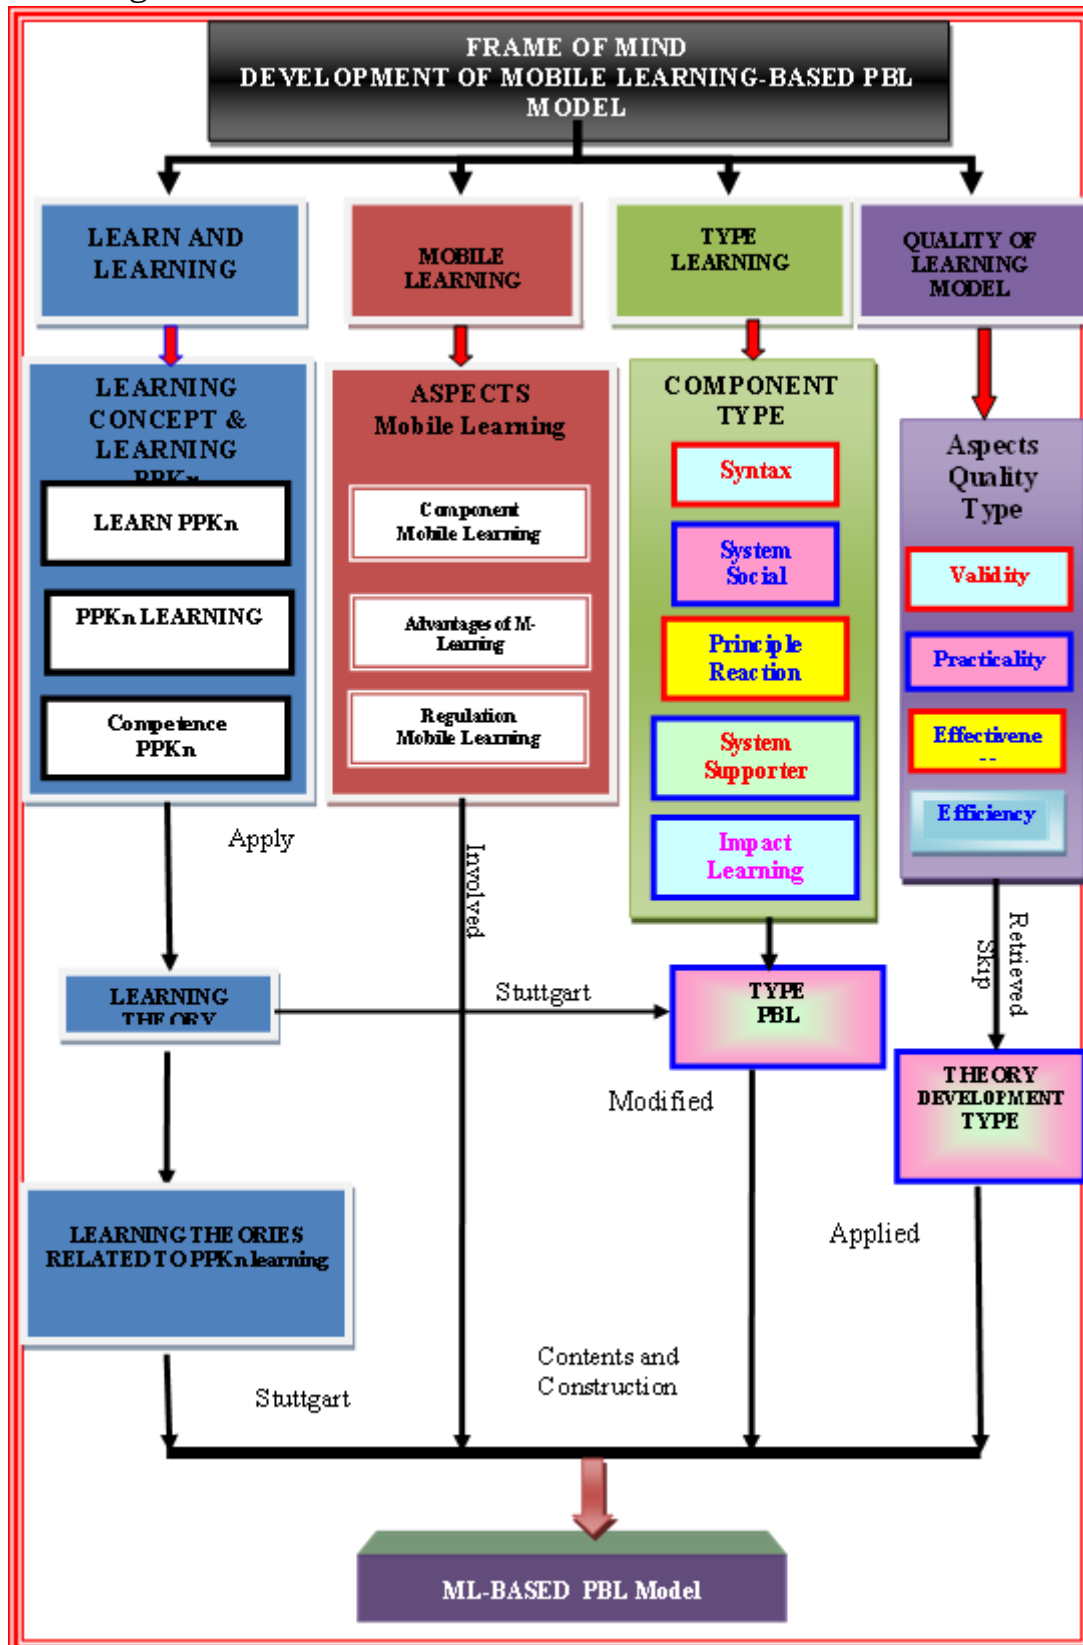 FRAME OF MIND
DEVELOPMENT OF MOBILE LEARNING-BASED PBL
MODEL
LEARN AND
LEARNING
MOBILE
LEARNING
TYPE
LEARNING
QUALITY OF
LEARNING
MODEL
LEARNING
CONCEPT &
LEARNING
PPKn
LEARN PPKn
PPKn LEARNING
Competence
PPKn
ASPECTS
Mobile Learning
Component
Mobile Learning
Advantages of M-
Learning
Regulation
Mobile Learning
COMPONENT
TYPE
Syntax
System
Social
Principle
Reaction
System
Supporter
Impact
Learning
Aspects
Quality
Type
Validity
Practicality
Effectivene
Efficiency
Apply
Involved
Retrieved
Skip
LEARNING
THEORY
Stuttgart
TYPE
PBL
Modified
THEORY
DEVELOPMENT
TYPE
LEARNING THEORIES
RELATED TO PPKn learning
Applied
Contents and
Construction
Stuttgart
ML-BASED PBL Model